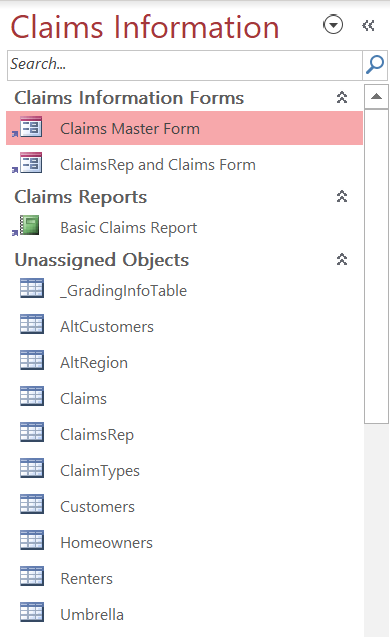 Claims Information
Search...
Claims Information Forms
Claims Master Form
ClaimsRep and Claims Form
Claims Reports
Basic Claims Report
Unassigned Objects
_GradingInfoTable
AltCustomers
AltRegion
Claims
ClaimsRep
ClaimTypes
Customers
Homeowners
Renters
Umbrella